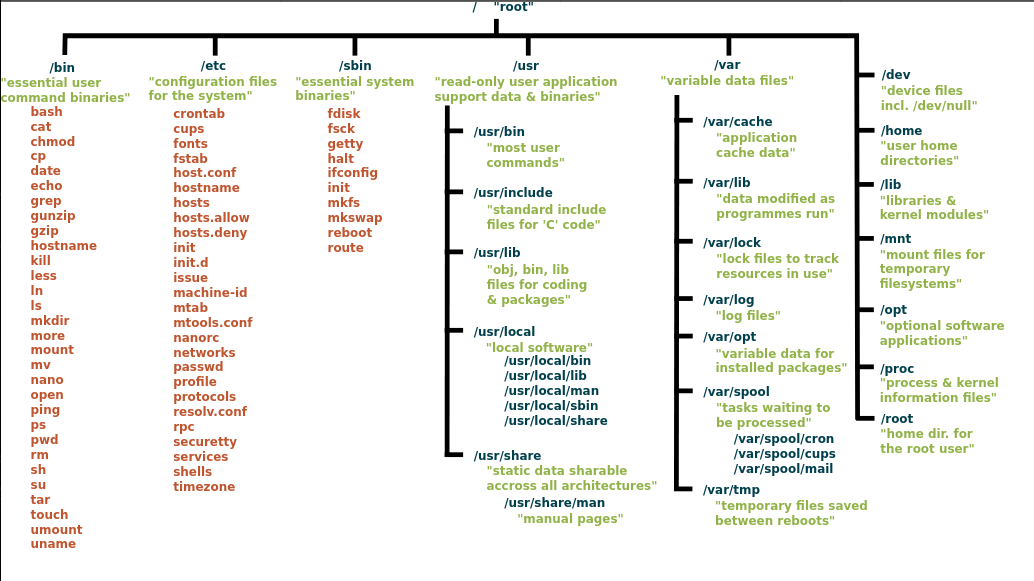 / "root"
/bin
"essential user
command binaries"
bash
cat
chmod
cp
date
echo
grep
gunzip
gzip
hostname
kill
less
ln
ls
mkdir
more
mount
mv
nano
open
ping
ps
pwd
rm
sh
su
tar
touch
umount
uname
/etc
"configuration files
for the system"
crontab
cups
fonts
fstab
host.conf
hostname
hosts
hosts.allow
hosts.deny
init
init.d
issue
machine-id
mtab
mtools.conf
nanorc
networks
passwd
profile
protocols
resolv.conf
rpc
securetty
services
shells
timezone
/sbin
"essential system
binaries"
fdisk
fsck
getty
halt
ifconfig
init
mkfs
mkswap
reboot
route
/usr
"read-only user application
support data & binaries"
/usr/bin
"most user
commands"
/usr/include
"standard include
files for 'C' code"
/usr/lib
"obj, bin, lib
files for coding
& packages"
/usr/local
"local software"
/usr/local/bin
/usr/local/lib
/usr/local/man
/usr/local/sbin
/usr/local/share
/usr/share
"static data sharable
accross all architectures"
/usr/share/man
"manual pages"
/var
"variable data files"
/var/cache
"application
cache data"
/var/lib
"data modified as
programmes run"
/var/lock
"lock files to track
resources in use"
/var/log
"log files"
/var/opt
"variable data for
installed packages"
/var/spool
"tasks waiting to
be processed"
/var/spool/cron
/var/spool/cups
/var/spool/mail
/var/tmp
"temporary files saved
between reboots"
/dev
"device files
incl. /dev/null"
/home
"user home
directories"
/lib
"libraries &
kernel modules"
/mnt
"mount files for
temporary
filesystems"
/opt
"optional software
applications"
/proc
"process & kernel
information files"
/root
"home dir. for
the root user"